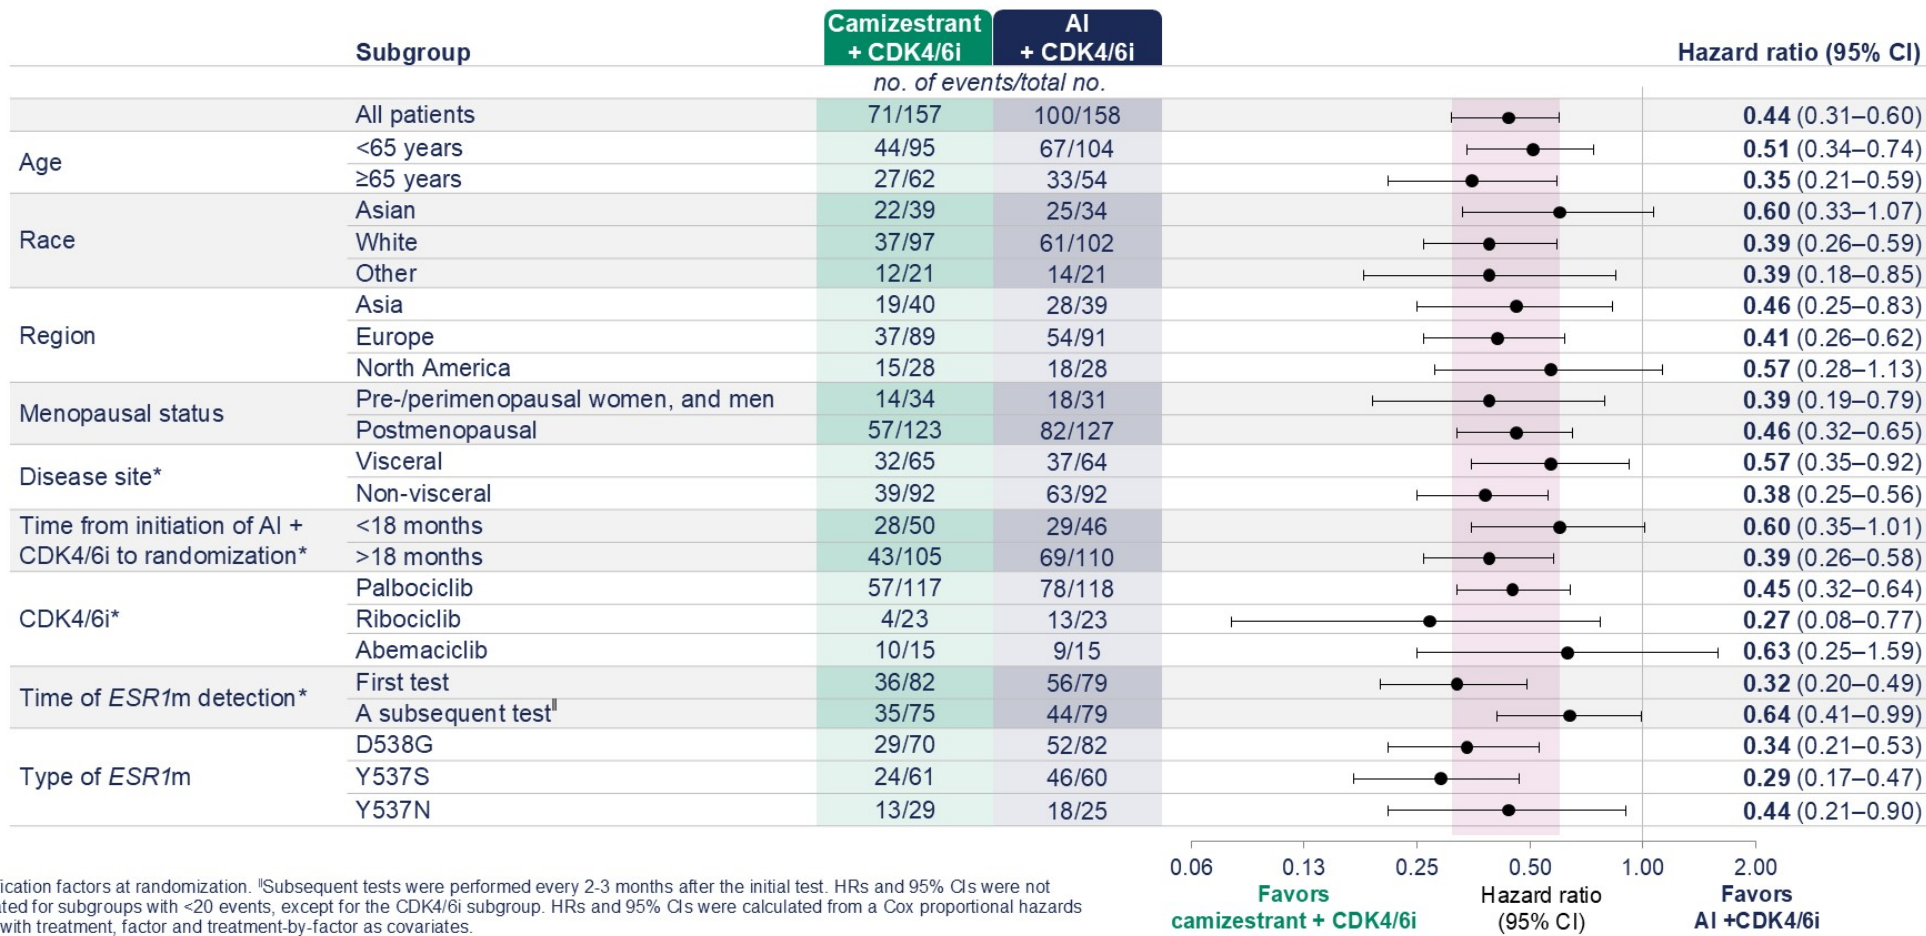 Subgroup Camizestrant + CDK4/6i AI + CDK4/6i Hazard ratio (95% CI)
no. of events/total no.
All patients 71/157 100/158 0.44 (0.31–0.60)
Age
<65 years 44/95 67/104 0.51 (0.34–0.74)
≥65 years 27/62 33/54 0.35 (0.21–0.59)
Race
Asian 22/39 25/34 0.60 (0.33–1.07)
White 37/97 61/102 0.39 (0.26–0.59)
Other 12/21 14/21 0.39 (0.18–0.85)
Region
Asia 19/40 28/39 0.46 (0.25–0.83)
Europe 37/89 54/91 0.41 (0.26–0.62)
North America 15/28 18/28 0.57 (0.28–1.13)
Menopausal status
Pre-/perimenopausal women, and men 14/34 18/31 0.39 (0.19–0.79)
Postmenopausal 57/123 82/127 0.46 (0.32–0.65)
Disease site*
Visceral 32/65 37/64 0.57 (0.35–0.92)
Non-visceral 39/92 63/92 0.38 (0.25–0.56)
Time from initiation of AI +
CDK4/6i to randomization*
<18 months 28/50 29/46 0.60 (0.35–1.01)
>18 months 43/105 69/110 0.39 (0.26–0.58)
CDK4/6i*
Palbociclib 57/117 78/118 0.45 (0.32–0.64)
Ribociclib 4/23 13/23 0.27 (0.08–0.77)
Abemaciclib 10/15 9/15 0.63 (0.25–1.59)
Time of ESR1m detection*
First test 36/82 56/79 0.32 (0.20–0.49)
A subsequent test‖ 35/75 44/79 0.64 (0.41–0.99)
Type of ESR1m
D538G 29/70 52/82 0.34 (0.21–0.53)
Y537S 24/61 46/60 0.29 (0.17–0.47)
Y537N 13/29 18/25 0.44 (0.21–0.90)
0.06 0.13 0.25 0.50 1.00 2.00
Favors
camizestrant + CDK4/6i
Hazard ratio
(95% CI)
Favors
AI +CDK4/6i
factors at randomization. ‖Subsequent tests were performed every 2-3 months after the initial test. HRs and 95% CIs were not
for subgroups with <20 events, except for the CDK4/6i subgroup. HRs and 95% CIs were calculated from a Cox proportional hazards
with treatment, factor and treatment-by-factor as covariates.